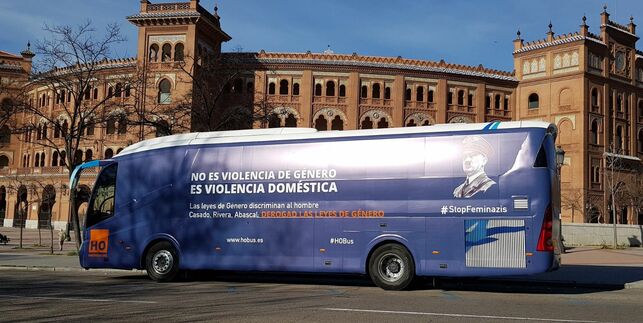 NO ES VIOLENCIA DE GÉNERO
ES VIOLENCIA DOMÉSTICA
Las leyes de Género discriminan al hombre
Casado, Rivera, Abascal, DEROGAD LAS LEYES DE GÉNERO
#StopFeminazis
www.hobus.es
#HOBus
HO